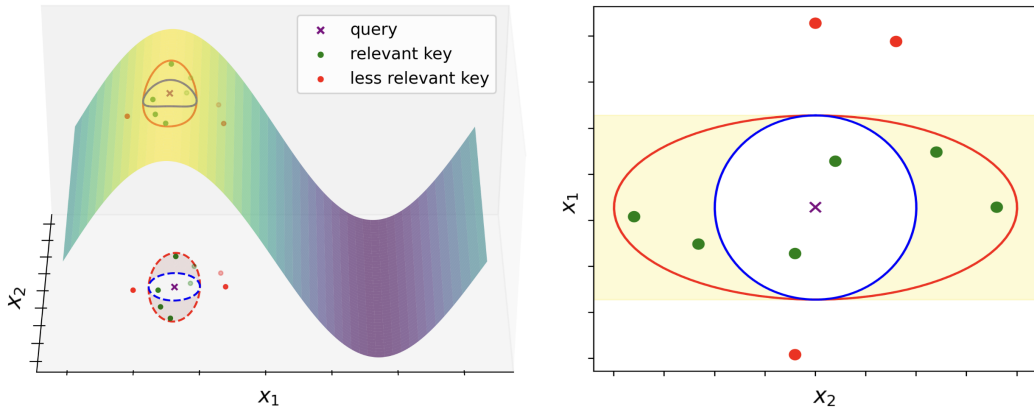 query
relevant key
less relevant key
x₂
x₁
x₁
x₂